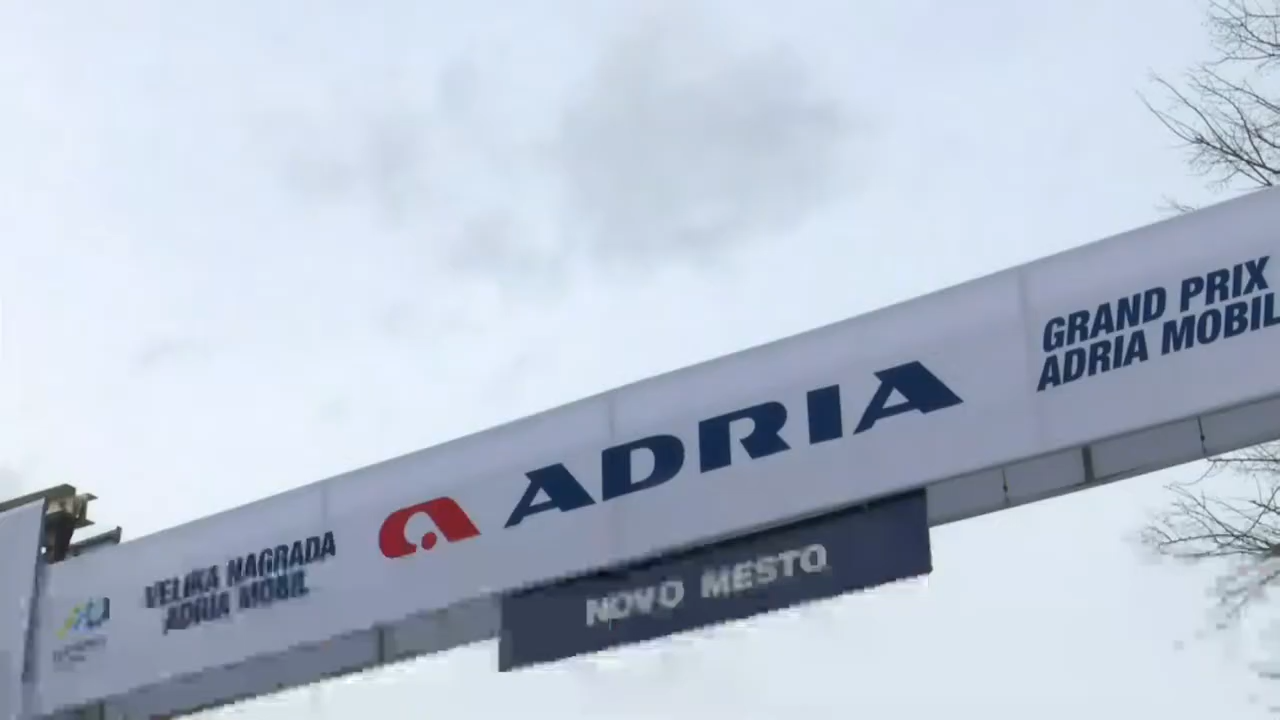 VELIKA NAGRADA
ADRIA MOBIL
ADRIA
GRAND PRIX
ADRIA MOBIL
NOVO MESTO